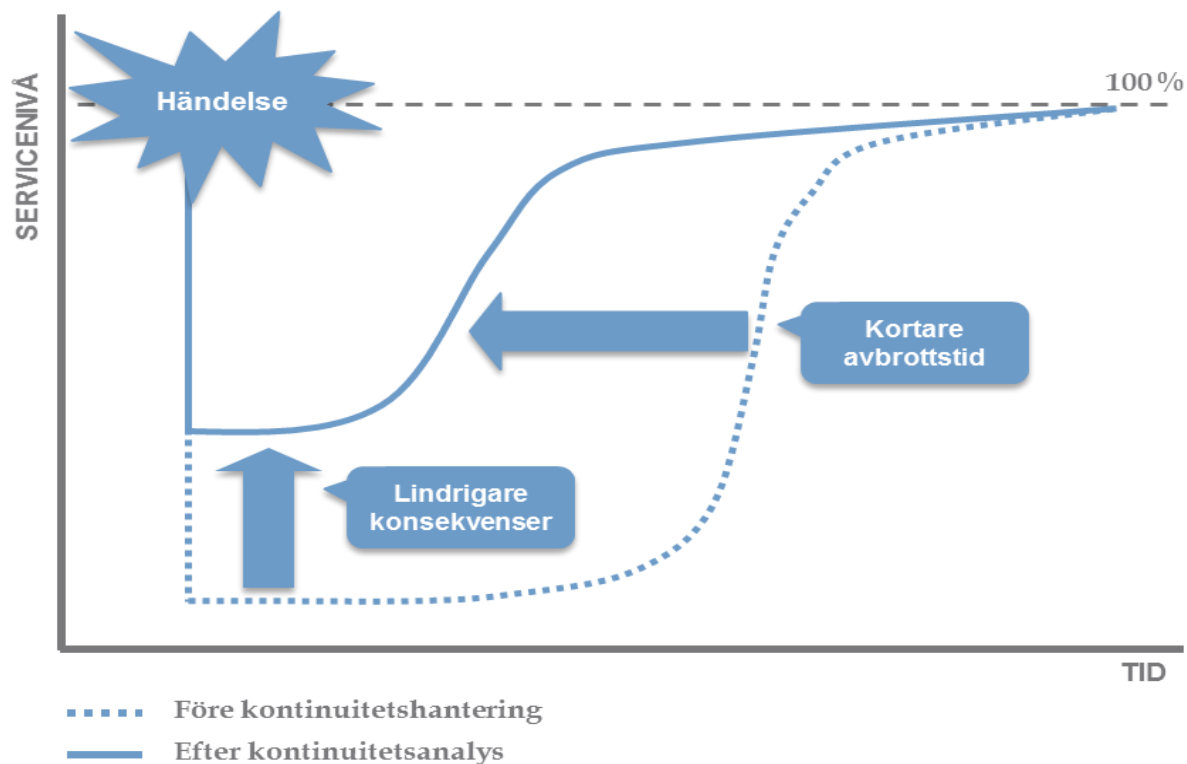 Händelse
100 %
SERVICENIVÅ
Kortare
avbrottstid
Lindrigare
konsekvenser
TID
Före kontinuitetshantering
Efter kontinuitetsanalys